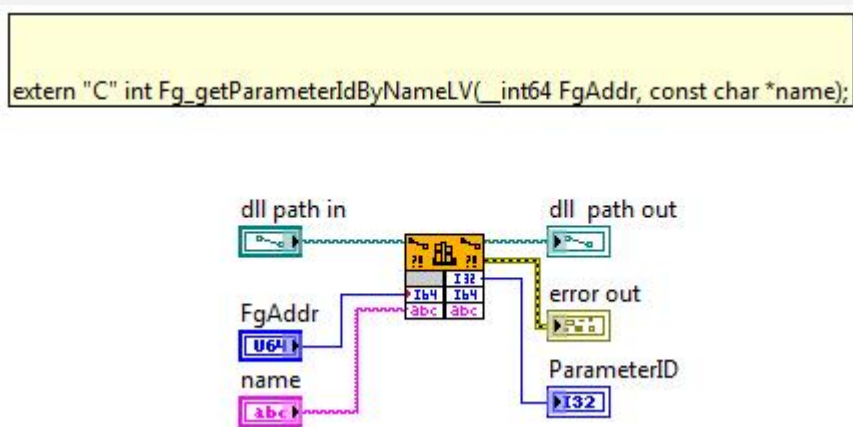 extern "C" int Fg_getParameterIdByNameLV(__int64 FgAddr, const char *name);
dll path in
dll  path out
?!
?!
I32
I64
I64
abc
abc
FgAddr
U64
error out
?!
name
abc
ParameterID
I32